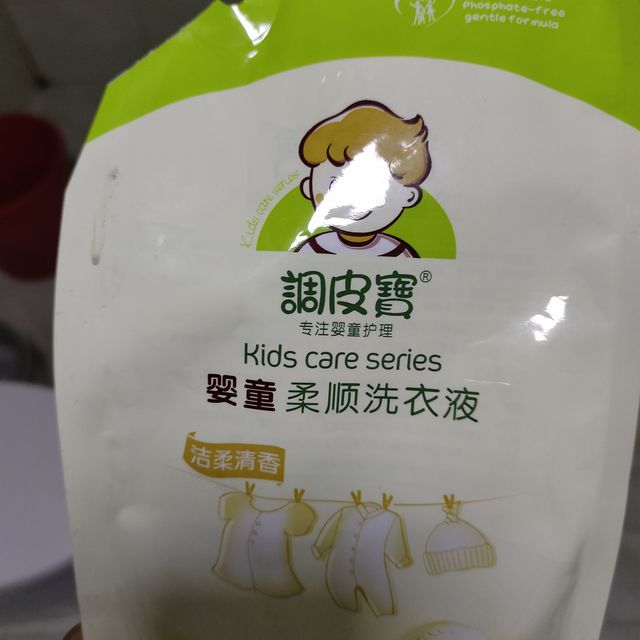 phosphate-free
gentle formula
Kids care series
調皮寶®
专注婴童护理
Kids care series
婴童 柔顺洗衣液
洁柔清香